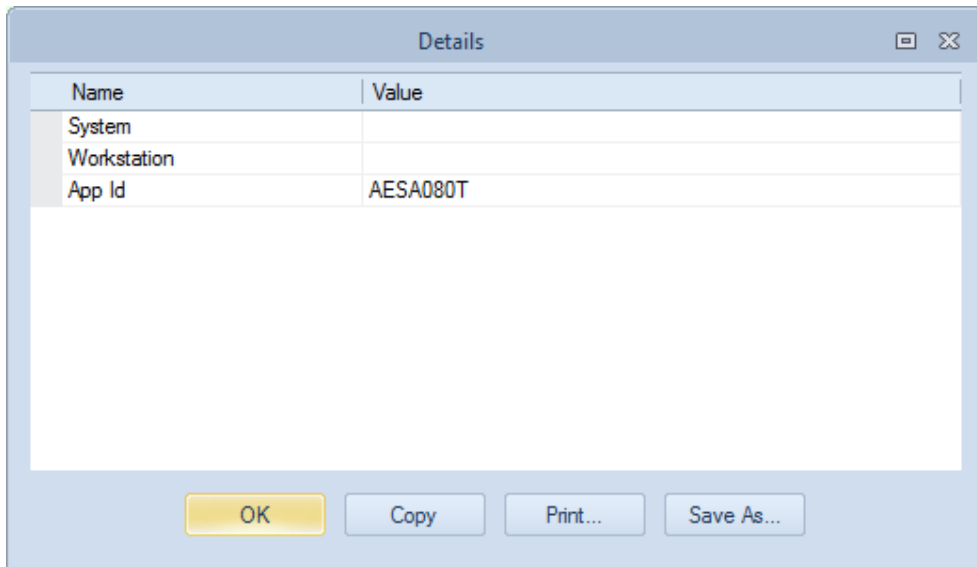 Details
Name Value
System
Workstation
App Id AESA080T
OK Copy Print... Save As...